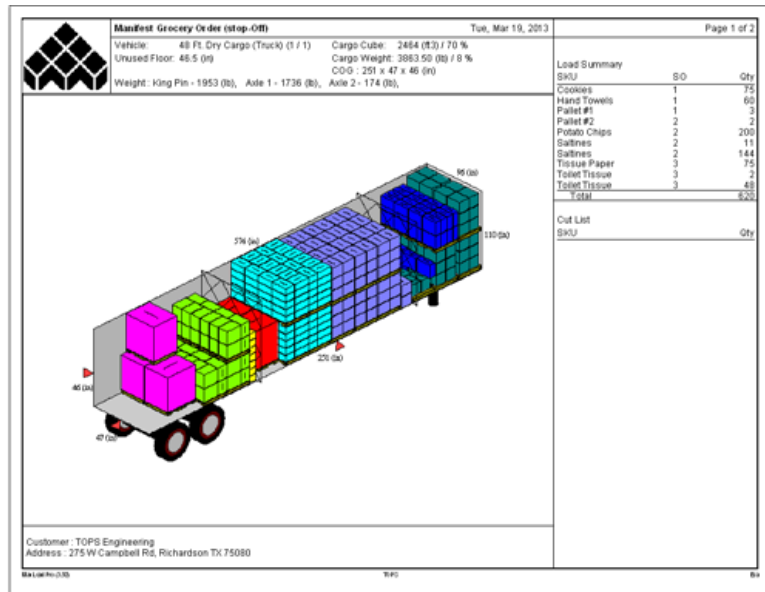 Manifest Grocery Order (stop-Off) Tue, Mar 19, 2013 Page 1 of 2
Vehicle: 48 Ft. Dry Cargo (Truck) (1 / 1) Cargo Cube: 2464 (ft3) / 70 %
Unused Floor: 46.5 (in) Cargo Weight: 3863.50 (lb) / 8 %
COG : 251 x 47 x 46 (in)
Weight : King Pin - 1953 (lb), Axle 1 - 1736 (lb), Axle 2 - 174 (lb),
Load Summary
SKU SO Qty
Cookies 1 75
Hand Towels 1 60
Pallet #1 1 3
Pallet #2 2 2
Potato Chips 2 200
Saltines 2 11
Saltines 2 144
Tissue Paper 3 75
Toilet Tissue 3 2
Toilet Tissue 3 48
Total 620
Cut List
SKU Qty
96 (in)
110 (in)
576 (in)
251 (in)
46 (in)
47 (in)
Customer : TOPS Engineering
Address : 275 W Campbell Rd, Richardson TX 75080
TOPS